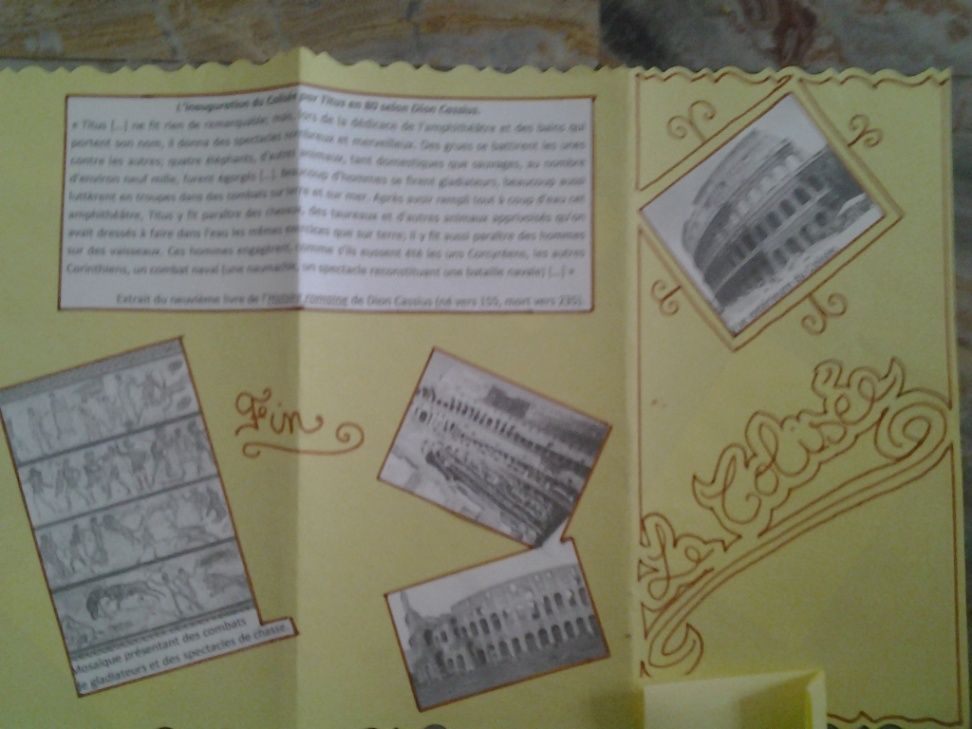 L'inauguration du Colisée par Titus en 80 selon Dion Cassius.
« Titus [...] ne fit rien de remarquable; mais, lors de la dédicace de l'amphithéâtre et des bains qui
portent son nom, il donna des spectacles nombreux et merveilleux. Des grues se battirent les unes
contre les autres; quatre éléphants, d'autres animaux, tant domestiques que sauvages, au nombre
d'environ neuf mille, furent égorgés [...]. Beaucoup d'hommes se firent gladiateurs, beaucoup aussi
luttèrent en troupes dans des combats sur terre et sur mer. Après avoir rempli tout à coup d'eau cet
amphithéâtre, Titus y fit paraître des chevaux, des taureaux et d'autres animaux apprivoisés qu'on
avait dressés à faire dans l'eau les mêmes exercices que sur terre; il y fit aussi paraître des hommes
sur des vaisseaux. Ces hommes engagèrent, comme s'ils eussent été les uns Corcyréens, les autres
Corinthiens, un combat naval (une naumachie, un spectacle reconstituant une bataille navale) [...] »
Extrait du neuvième livre de l'Histoire romaine de Dion Cassius (né vers 155, mort vers 235).
Fin
Mosaïque présentant des combats
de gladiateurs et des spectacles de chasse.
Le Colisée